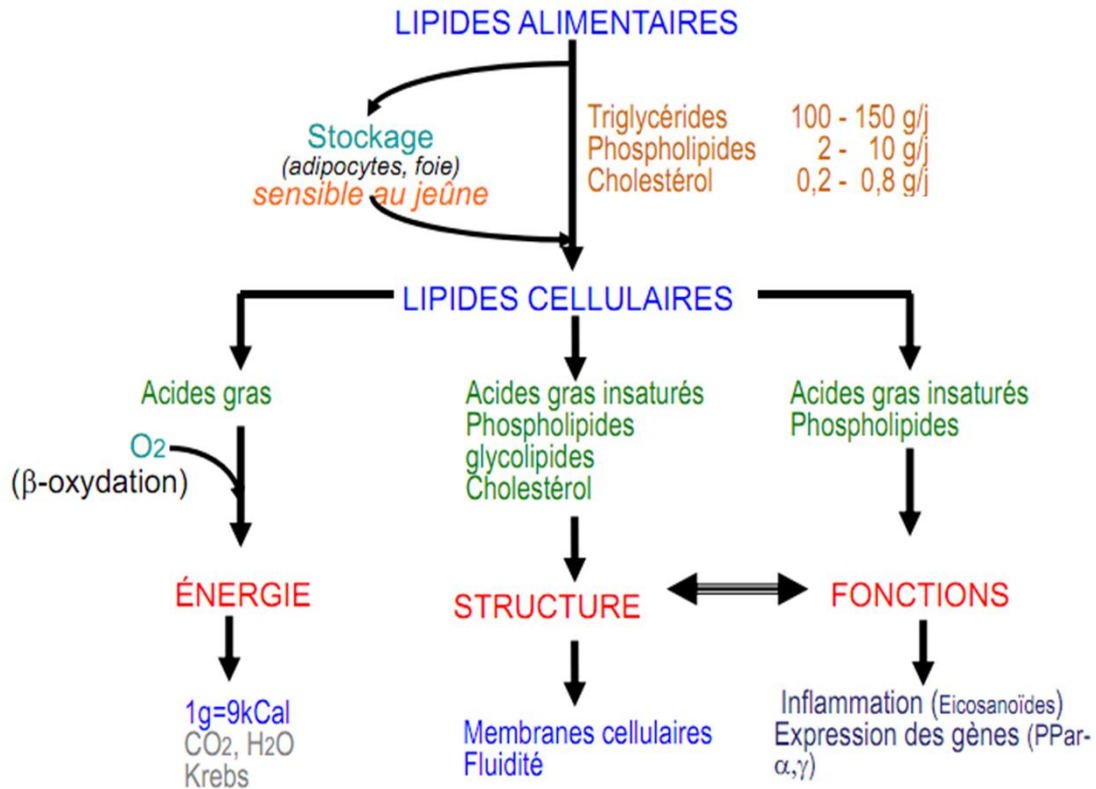 LIPIDES ALIMENTAIRES
Stockage
(adipocytes, foie)
sensible au jeûne
Triglycérides 100 - 150 g/j
Phospholipides 2 - 10 g/j
Cholestérol 0,2 - 0,8 g/j
LIPIDES CELLULAIRES
Acides gras
O2
(β-oxydation)
ÉNERGIE
1g=9kCal
CO2, H2O
Krebs
Acides gras insaturés
Phospholipides
glycolipides
Cholestérol
STRUCTURE
Membranes cellulaires
Fluidité
Acides gras insaturés
Phospholipides
FONCTIONS
Inflammation (Eicosanoïdes)
Expression des gènes (PPar-
α,γ)